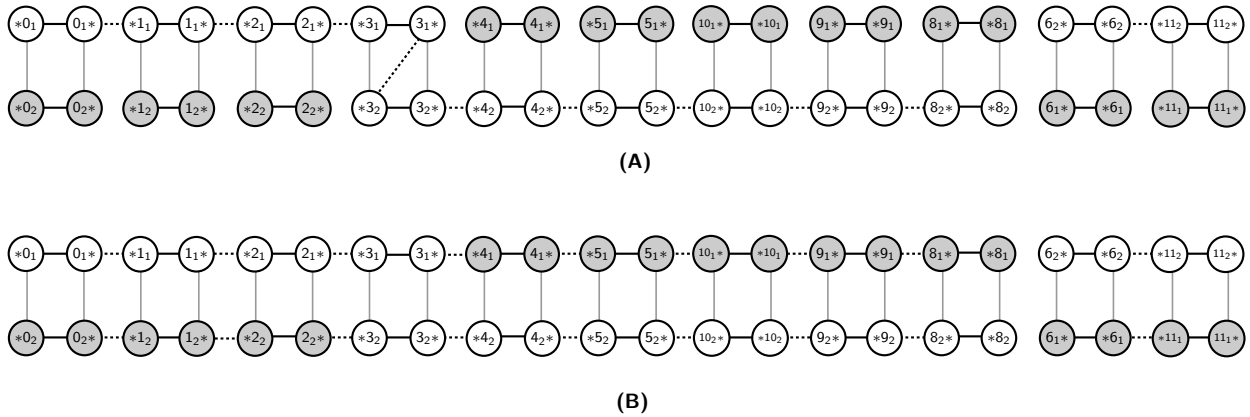 *0₁ 0₁* *1₁ 1₁* *2₁ 2₁* *3₁ 3₁* *4₁ 4₁* *5₁ 5₁* 10₁* *10₁ 9₁* *9₁ 8₁* *8₁ 6₂* *6₂ *11₂ 11₂*
*0₂ 0₂* *1₂ 1₂* *2₂ 2₂* *3₂ 3₂* *4₂ 4₂* *5₂ 5₂* 10₂* *10₂ 9₂* *9₂ 8₂* *8₂ 6₁* *6₁ *11₁ 11₁*
(A)
*0₁ 0₁* *1₁ 1₁* *2₁ 2₁* *3₁ 3₁* *4₁ 4₁* *5₁ 5₁* 10₁* *10₁ 9₁* *9₁ 8₁* *8₁ 6₂* *6₂ *11₂ 11₂*
*0₂ 0₂* *1₂ 1₂* *2₂ 2₂* *3₂ 3₂* *4₂ 4₂* *5₂ 5₂* 10₂* *10₂ 9₂* *9₂ 8₂* *8₂ 6₁* *6₁ *11₁ 11₁*
(B)